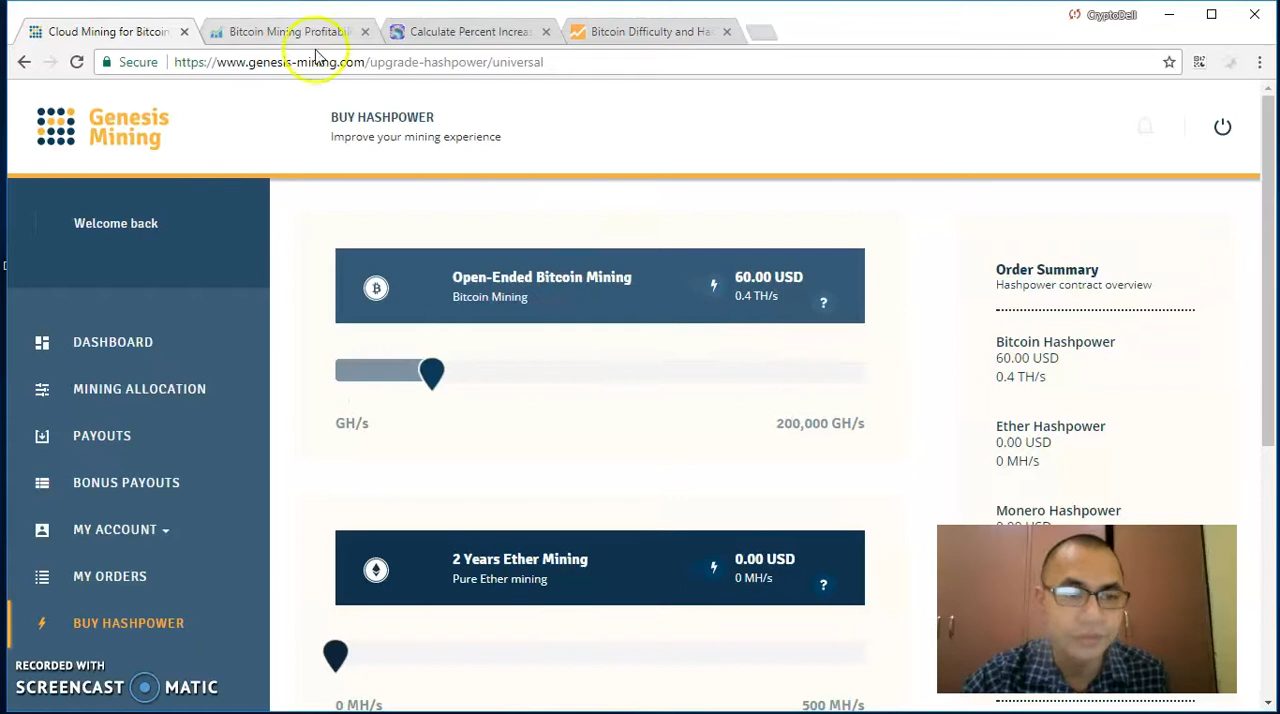 Cloud Mining for Bitcoin
Bitcoin Mining Profitabili
Calculate Percent Increas
Bitcoin Difficulty and Ha
CryptoDell
Secure
https://www.genesis-mining.com/upgrade-hashpower/universal
Genesis
Mining
BUY HASHPOWER
Improve your mining experience
Welcome back
DASHBOARD
MINING ALLOCATION
PAYOUTS
BONUS PAYOUTS
MY ACCOUNT
MY ORDERS
BUY HASHPOWER
RECORDED WITH
SCREENCAST MATIC
Open-Ended Bitcoin Mining
Bitcoin Mining
60.00 USD
0.4 TH/s
?
GH/s
200,000 GH/s
2 Years Ether Mining
Pure Ether mining
0.00 USD
0 MH/s
?
0 MH/s
500 MH/s
Order Summary
Hashpower contract overview
Bitcoin Hashpower
60.00 USD
0.4 TH/s
Ether Hashpower
0.00 USD
0 MH/s
Monero Hashpower
0.00 USD